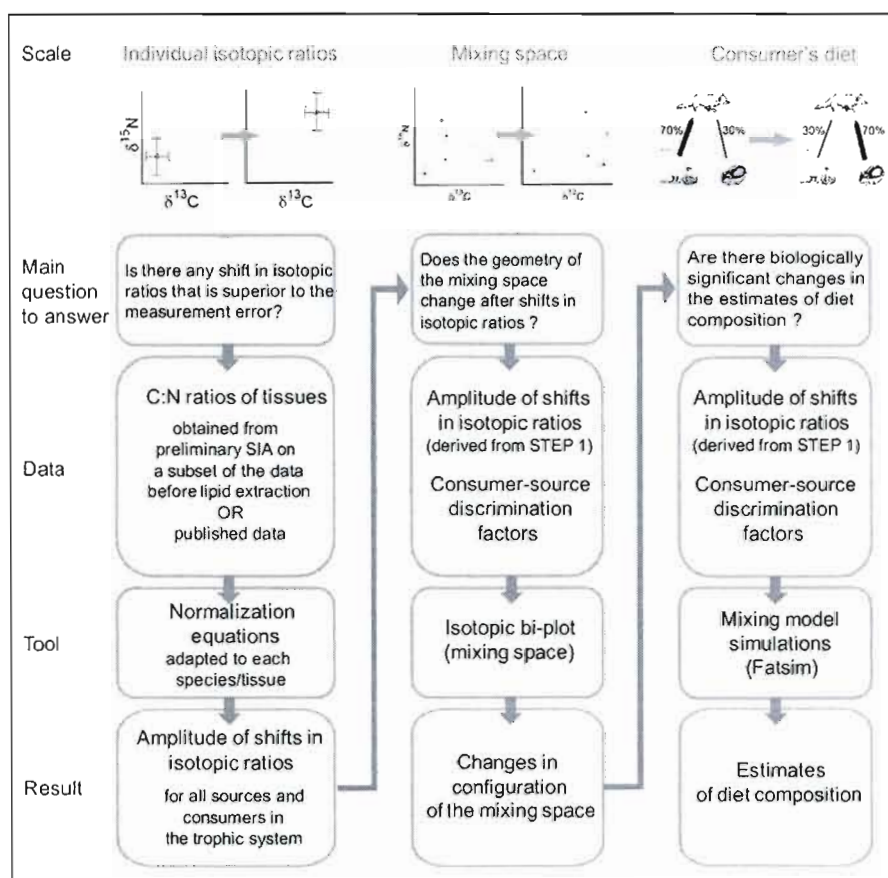 Scale
Individual isotopic ratios
Mixing space
Consumer's diet
δ15N
δ13C
δ13C
δ15N
δ13C
δ13C
70%
30%
30%
70%
Main
question
to answer
Is there any shift in isotopic
ratios that is superior to the
measurement error?
Does the geometry of
the mixing space
change after shifts in
isotopic ratios ?
Are there biologically
significant changes in
the estimates of diet
composition ?
Data
C:N ratios of tissues
obtained from
preliminary SIA on
a subset of the data
before lipid extraction
OR
published data
Amplitude of shifts
in isotopic ratios
(derived from STEP 1)
Consumer-source
discrimination
factors
Amplitude of shifts
in isotopic ratios
(derived from STEP 1)
Consumer-source
discrimination
factors
Tool
Normalization
equations
adapted to each
species/tissue
Isotopic bi-plot
(mixing space)
Mixing model
simulations
(Fatsim)
Result
Amplitude of shifts in
isotopic ratios
for all sources and
consumers in
the trophic system
Changes in
configuration
of the mixing space
Estimates
of diet composition